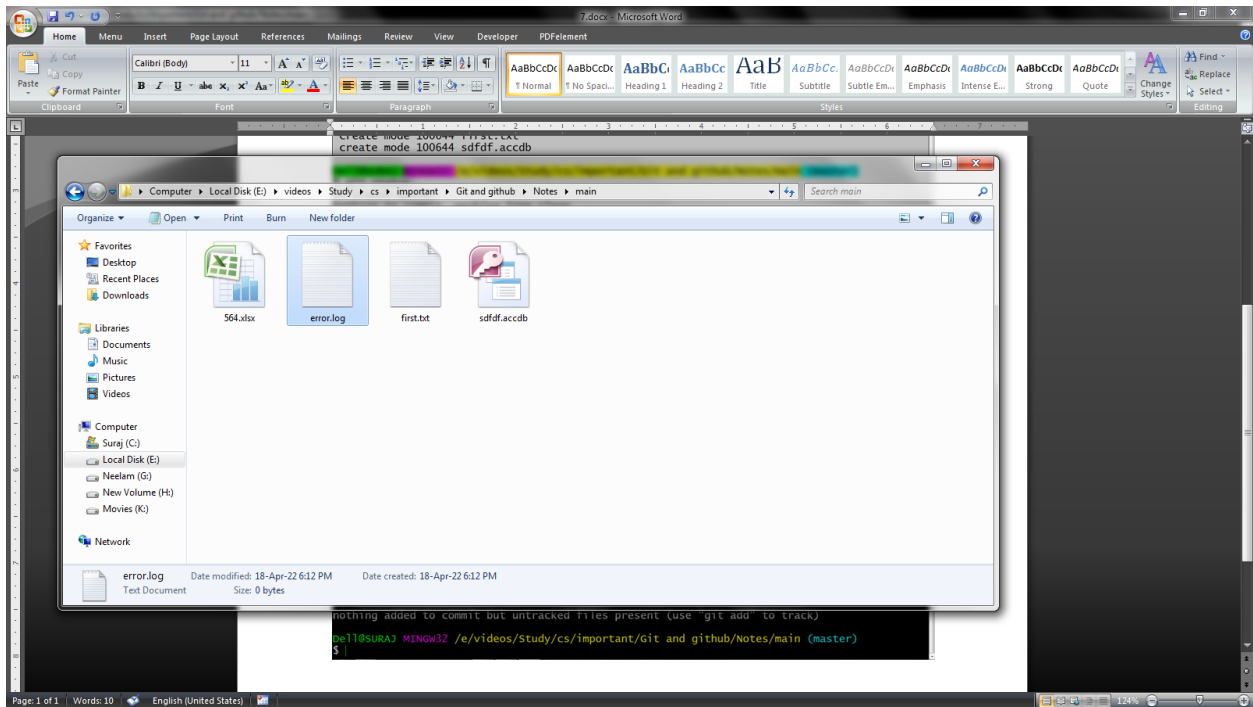 7.docx - Microsoft Word
Home Menu Insert Page Layout References Mailings Review View Developer PDFelement
Paste
Cut
Copy
Format Painter
Clipboard
Calibri (Body) 11
Font
Paragraph
AaBbCcDc AaBbCcDc AaBbC AaBbCc AaB AaBbCc. AaBbCcDc AaBbCcDc AaBbCcDc AaBbCcDc AaBbCcDc
¶ Normal ¶ No Spaci... Heading 1 Heading 2 Title Subtitle Subtle Em... Emphasis Intense E... Strong Quote
Styles
Change
Styles
Find
Replace
Select
Editing
create mode 100644 first.txt
create mode 100644 sdfdf.accdb
Computer Local Disk (E:) videos Study cs important Git and github Notes main
Search main
Organize Open Print Burn New folder
Favorites
Desktop
Recent Places
Downloads
Libraries
Documents
Music
Pictures
Videos
Computer
Suraj (C:)
Local Disk (E:)
Neelam (G:)
New Volume (H:)
Movies (K:)
Network
564.xlsx error.log first.txt sdfdf.accdb
error.log Date modified: 18-Apr-22 6:12 PM Date created: 18-Apr-22 6:12 PM
Text Document Size: 0 bytes
nothing added to commit but untracked files present (use "git add" to track)
Dell@SURAJ MINGW32 /e/videos/Study/cs/important/Git and github/Notes/main (master)
$
Page: 1 of 1 Words: 10 English (United States) 124%